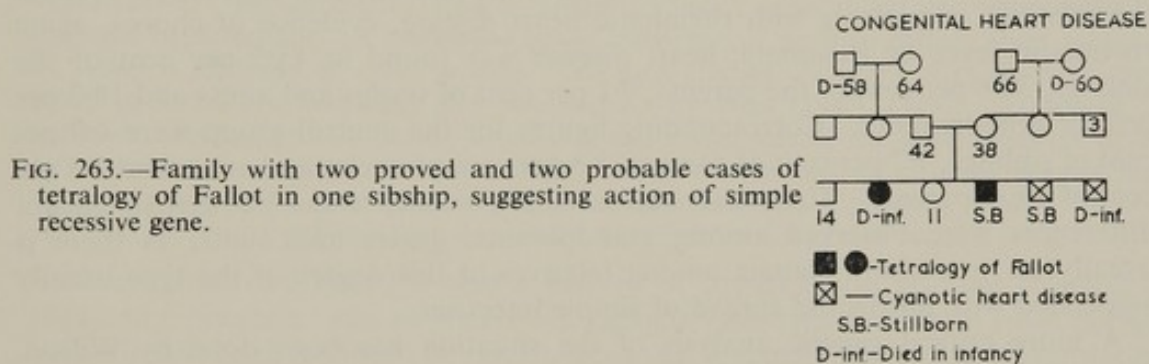 CONGENITAL HEART DISEASE
D-58 64 66 D-60
3
42 38
FIG. 263.—Family with two proved and two probable cases of
tetralogy of Fallot in one sibship, suggesting action of simple
recessive gene.
14 D-inf. 11 S.B S.B D-inf.
-Tetralogy of Fallot
— Cyanotic heart disease
S.B.-Stillborn
D-inf-Died in infancy